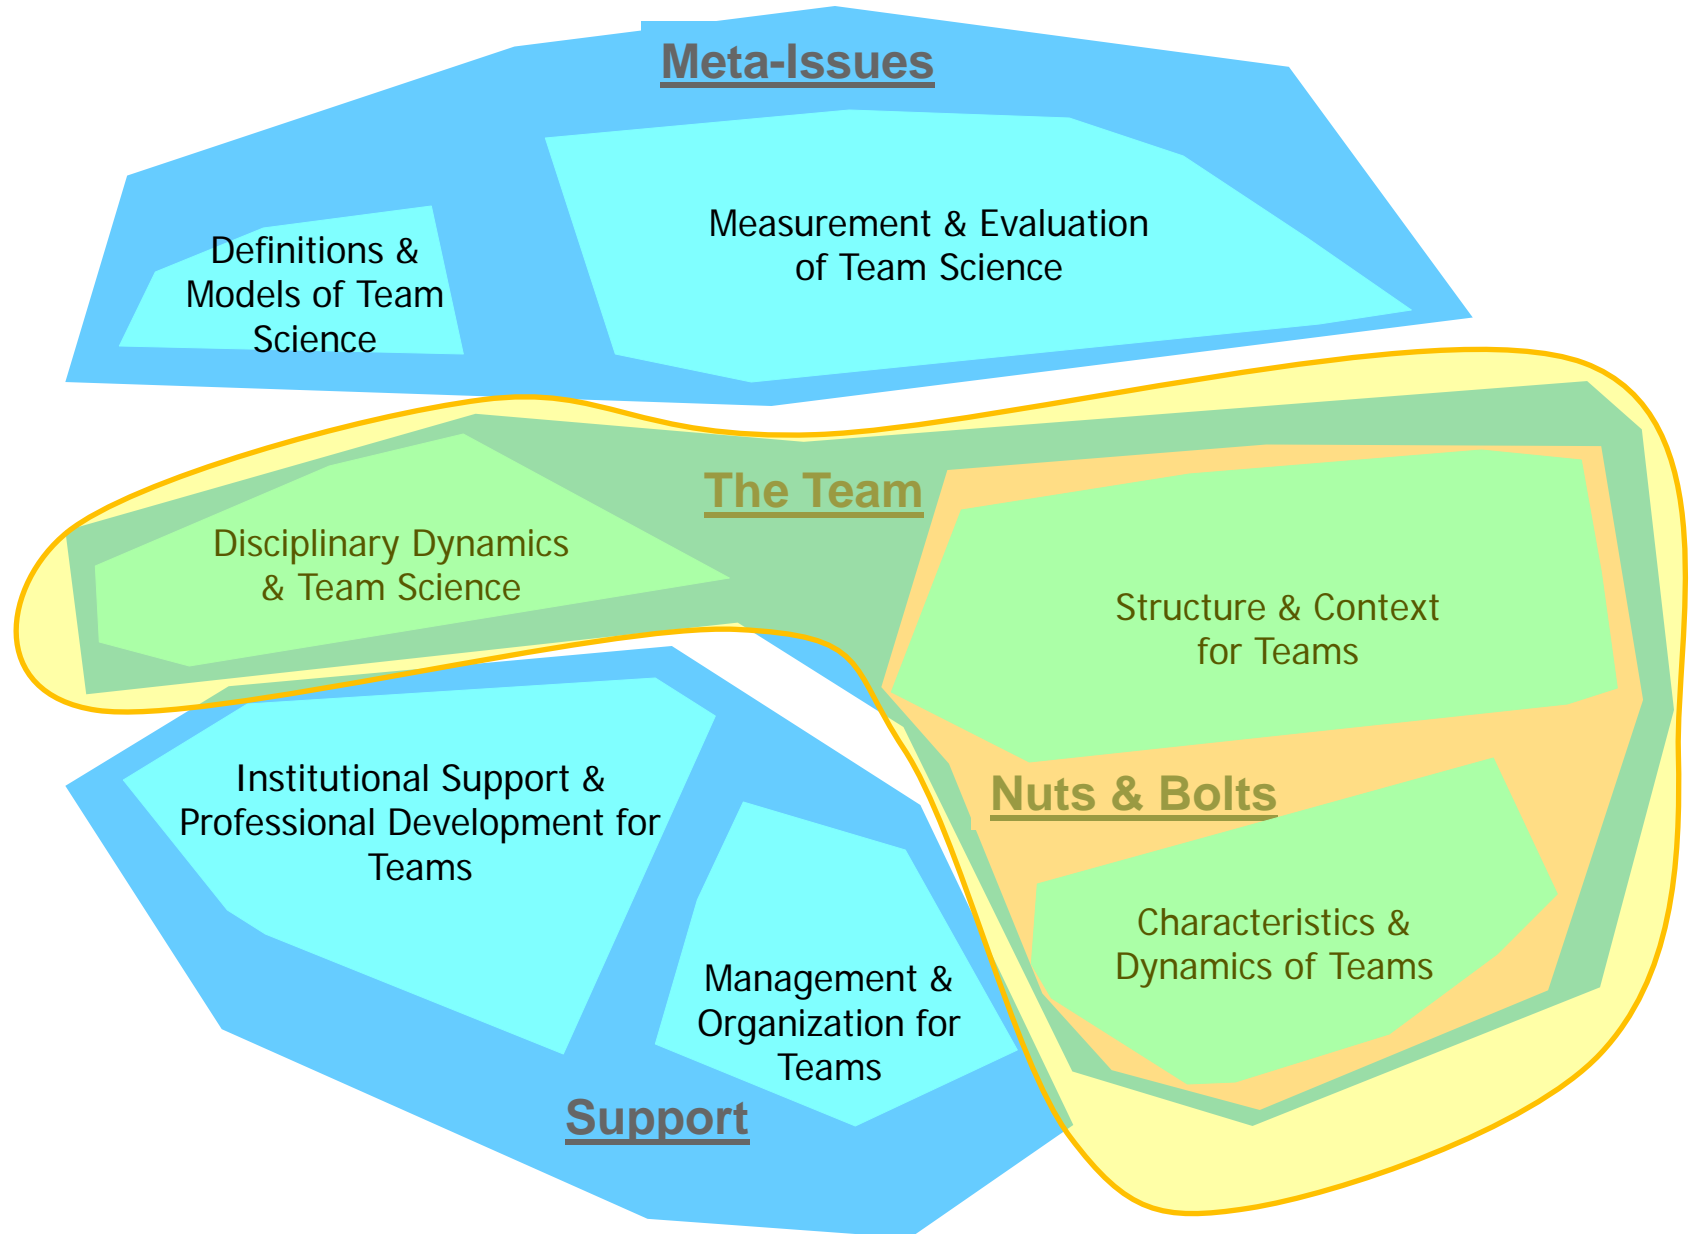 Meta-Issues
Definitions &
Models of Team
Science
Measurement & Evaluation
of Team Science
The Team
Disciplinary Dynamics
& Team Science
Structure & Context
for Teams
Nuts & Bolts
Characteristics &
Dynamics of Teams
Institutional Support &
Professional Development for
Teams
Management &
Organization for
Teams
Support